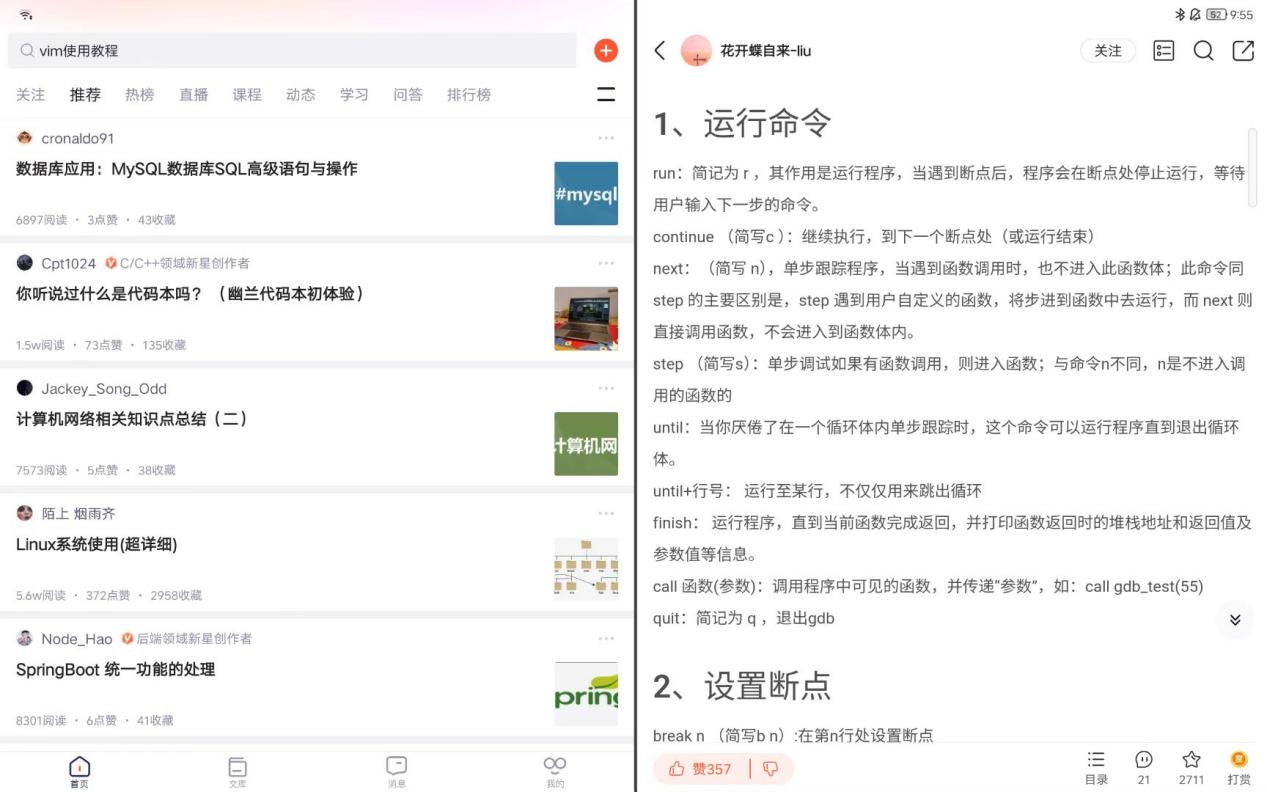 vim使用教程
关注 推荐 热榜 直播 课程 动态 学习 问答 排行榜
cronaldo91
数据库应用：MySQL数据库SQL高级语句与操作
#mysql
6897阅读 · 3点赞 · 43收藏
Cpt1024 C/C++领域新星创作者
你听说过什么是代码本吗？（幽兰代码本初体验）
1.5w阅读 · 73点赞 · 135收藏
Jackey_Song_Odd
计算机网络相关知识点总结（二）
计算机网
7573阅读 · 5点赞 · 38收藏
陌上 烟雨齐
Linux系统使用(超详细)
5.6w阅读 · 372点赞 · 2958收藏
Node_Hao 后端领域新星创作者
SpringBoot 统一功能的处理
pring
8301阅读 · 6点赞 · 41收藏
首页 文库 消息 我的
52 9:55
花开蝶自来-liu 关注
1、运行命令
run：简记为 r ，其作用是运行程序，当遇到断点后，程序会在断点处停止运行，等待
用户输入下一步的命令。
continue （简写c ）：继续执行，到下一个断点处（或运行结束）
next：（简写 n），单步跟踪程序，当遇到函数调用时，也不进入此函数体；此命令同
step 的主要区别是，step 遇到用户自定义的函数，将步进到函数中去运行，而 next 则
直接调用函数，不会进入到函数体内。
step （简写s）：单步调试如果有函数调用，则进入函数；与命令n不同，n是不进入调
用的函数的
until：当你厌倦了在一个循环体内单步跟踪时，这个命令可以运行程序直到退出循环
体。
until+行号： 运行至某行，不仅仅用来跳出循环
finish： 运行程序，直到当前函数完成返回，并打印函数返回时的堆栈地址和返回值及
参数值等信息。
call 函数(参数)：调用程序中可见的函数，并传递“参数”，如：call gdb_test(55)
quit：简记为 q ，退出gdb
2、设置断点
break n （简写b n）:在第n行处设置断点
赞357 目录 21 2711 打赏